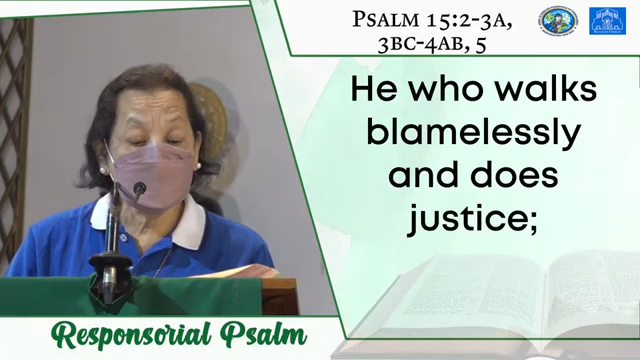 PSALM 15:2-3A,
3BC-4AB, 5
He who walks
blamelessly
and does
justice;
Responsorial Psalm